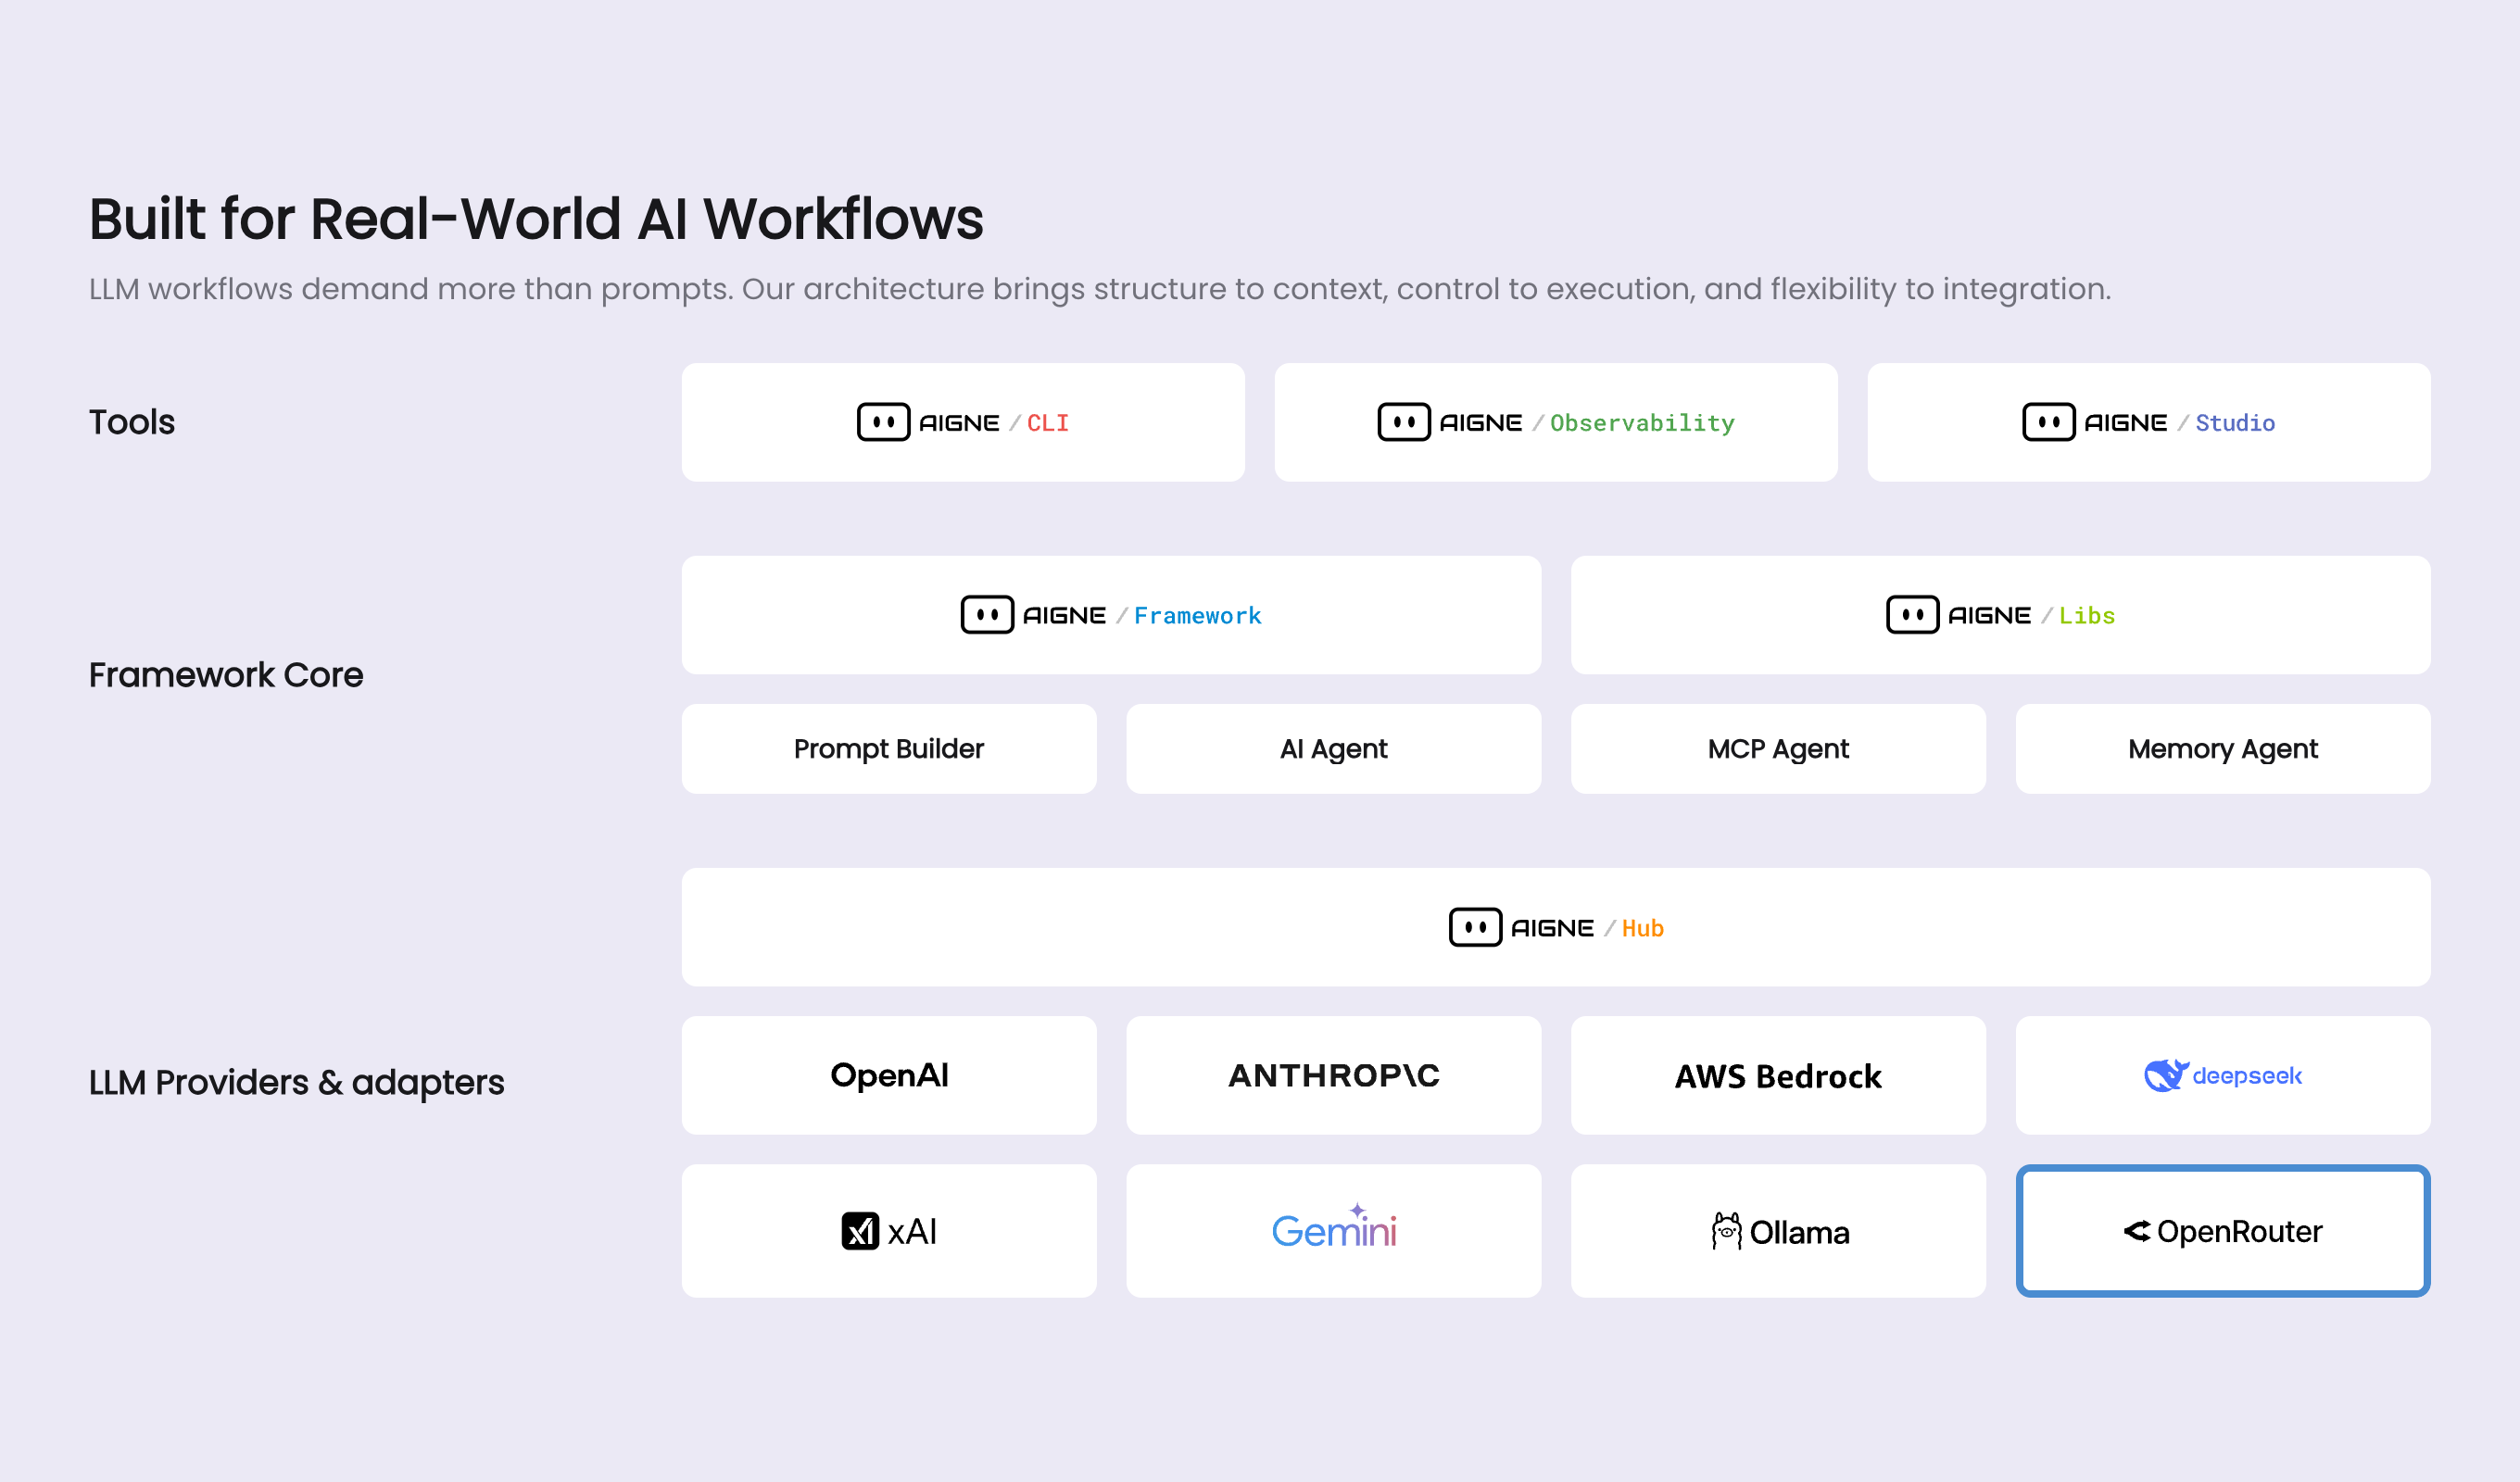 Built for Real-World AI Workflows
LLM workflows demand more than prompts. Our architecture brings structure to context, control to execution, and flexibility to integration.
Tools
AIGNE / CLI
AIGNE / Observability
AIGNE / Studio
Framework Core
AIGNE / Framework
AIGNE / Libs
Prompt Builder
AI Agent
MCP Agent
Memory Agent
LLM Providers & adapters
AIGNE / Hub
OpenAI
ANTHROP\C
AWS Bedrock
deepseek
xAI
Gemini
Ollama
OpenRouter